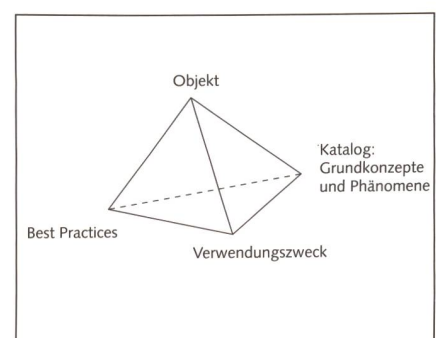 Objekt
Katalog:
Grundkonzepte
und Phänomene
Best Practices
Verwendungszweck